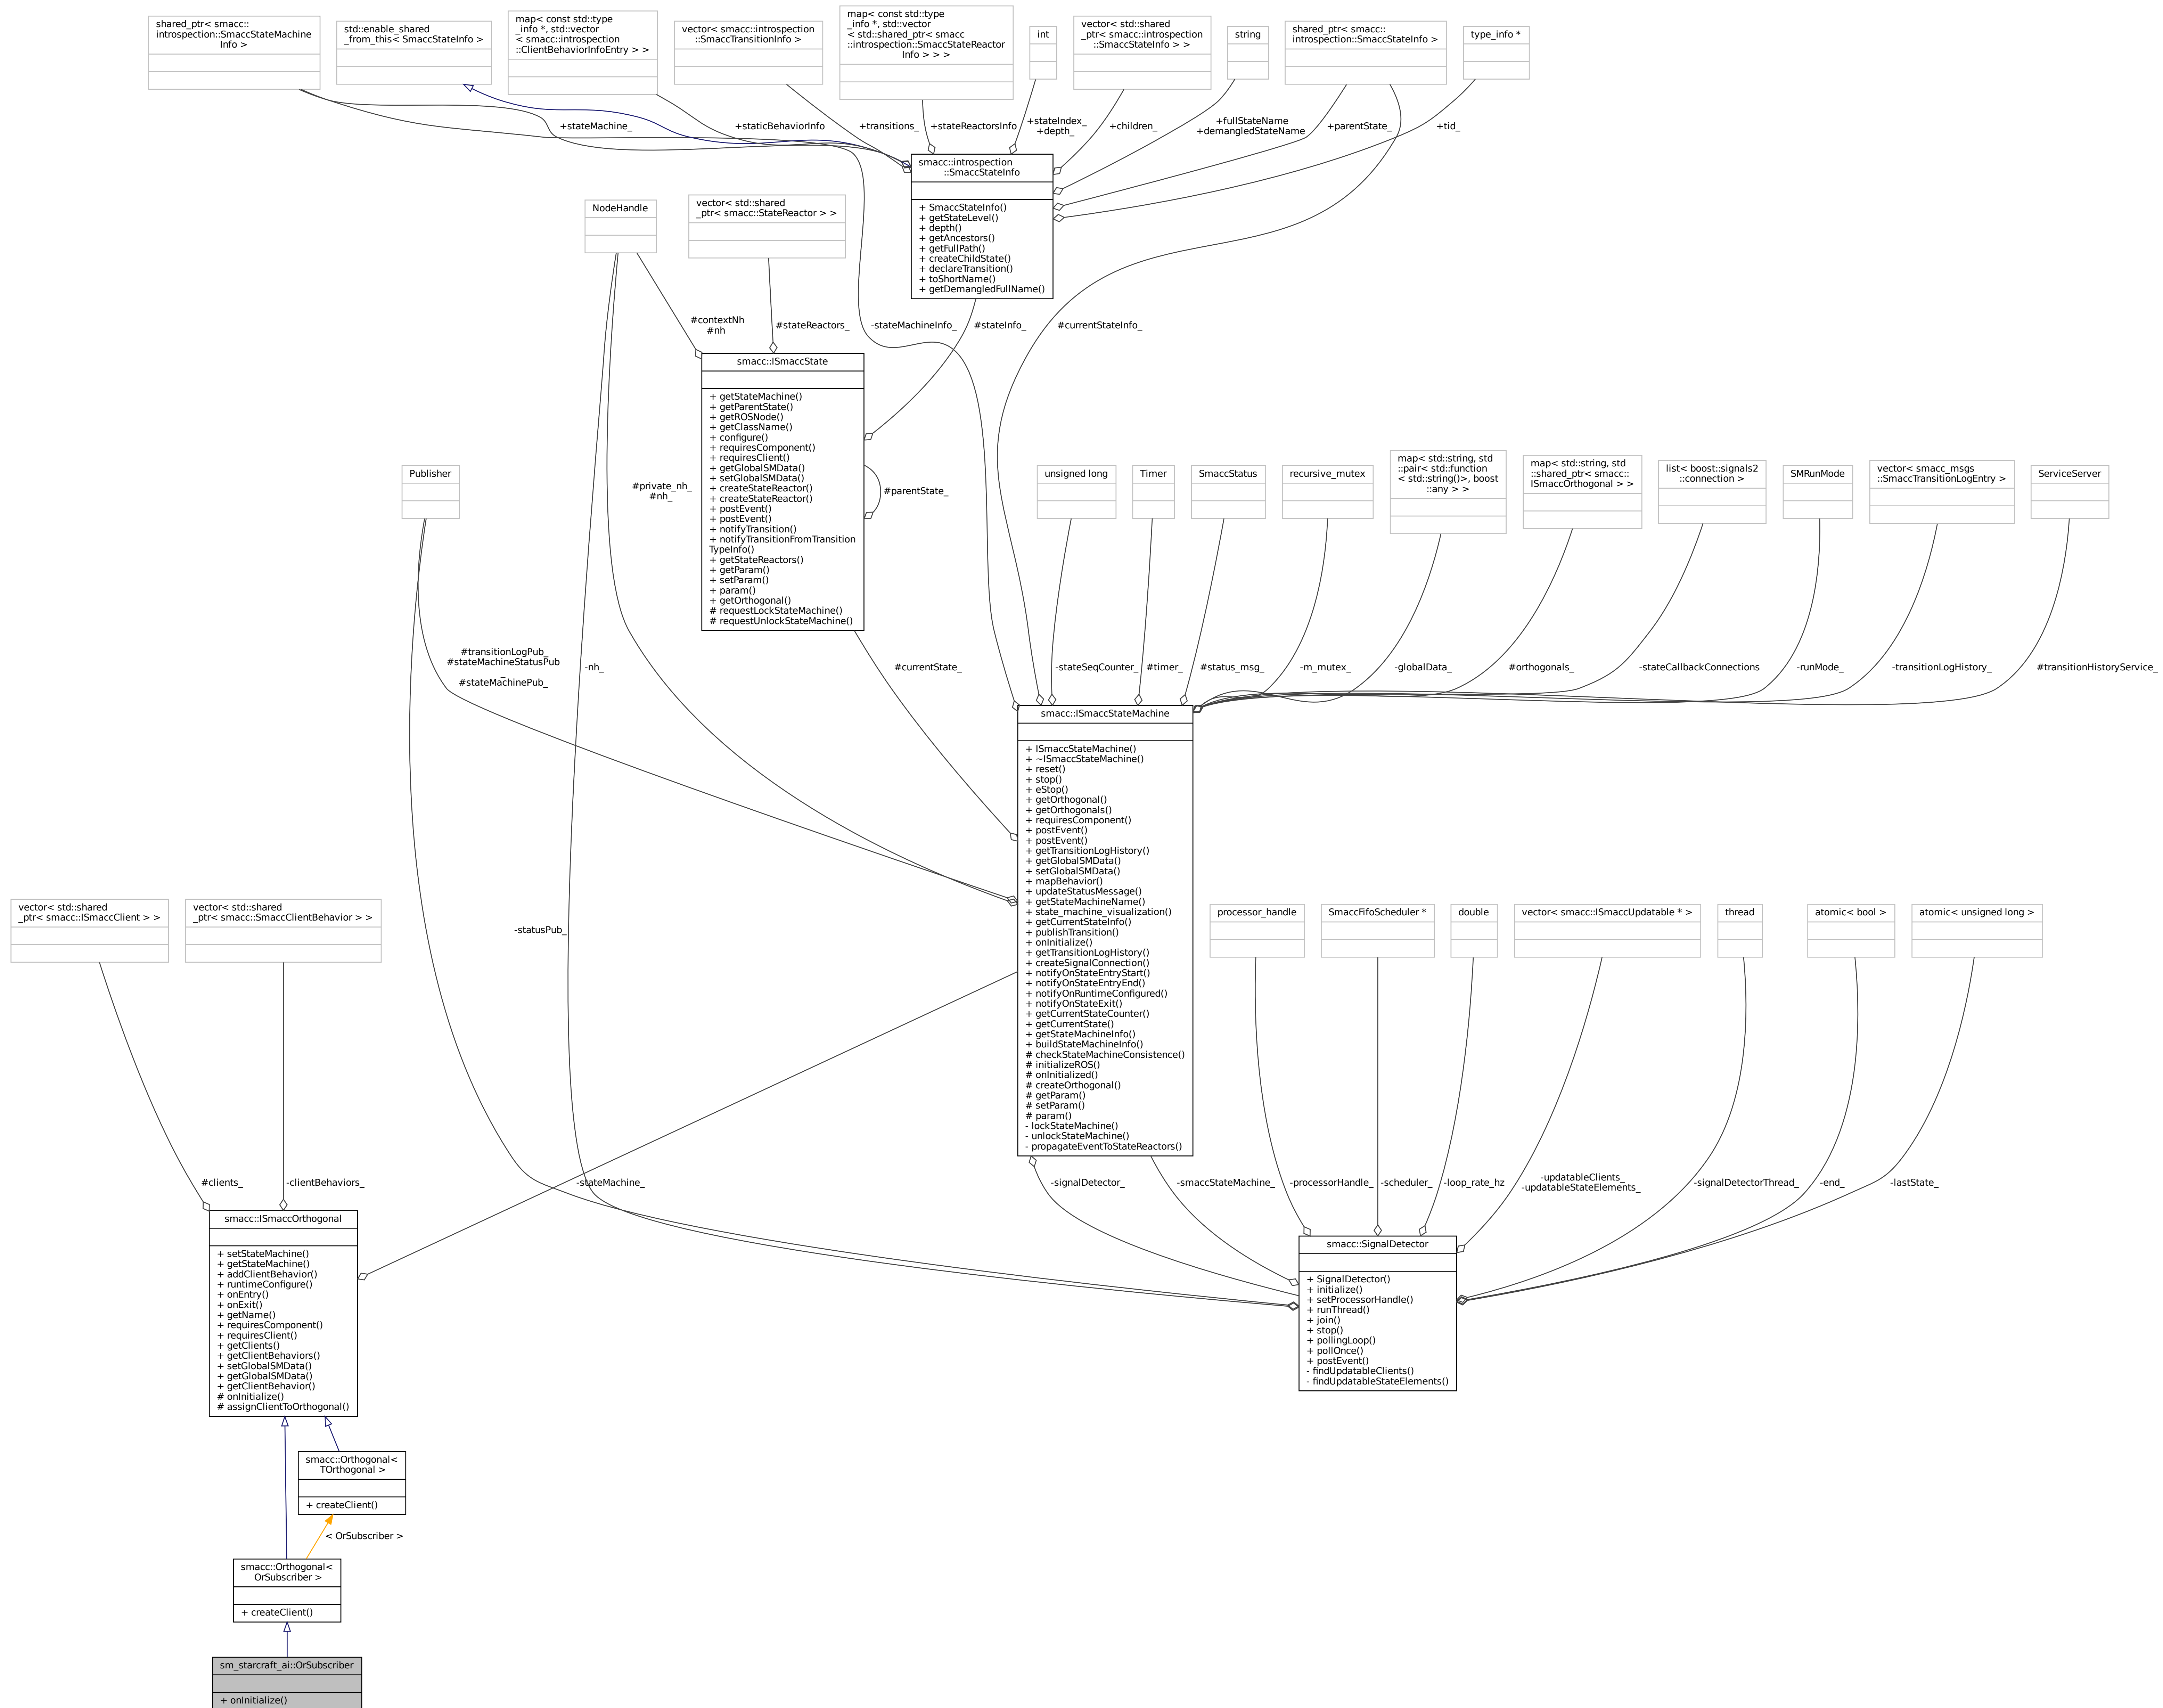 shared_ptr< smacc::
introspection::SmaccStateMachine
Info >
std::enable_shared
_from_this< SmaccStateInfo >
map< const std::type
_info *, std::vector
< smacc::introspection
::ClientBehaviorInfoEntry > >
vector< smacc::introspection
::SmaccTransitionInfo >
map< const std::type
_info *, std::vector
< std::shared_ptr< smacc
::introspection::SmaccStateReactor
Info > > >
int
vector< std::shared
_ptr< smacc::introspection
::SmaccStateInfo > >
string
shared_ptr< smacc::
introspection::SmaccStateInfo >
type_info *
+stateMachine_
+staticBehaviorInfo
+transitions_
+stateReactorsInfo
+stateIndex_
+depth_
+children_
+fullStateName
+demangledStateName
+parentState_
+tid_
smacc::introspection
::SmaccStateInfo
+ SmaccStateInfo()
+ getStateLevel()
+ depth()
+ getAncestors()
+ getFullPath()
+ createChildState()
+ declareTransition()
+ toShortName()
+ getDemangledFullName()
NodeHandle
vector< std::shared
_ptr< smacc::StateReactor > >
#contextNh
#nh
#stateReactors_
-stateMachineInfo_
#stateInfo_
#currentStateInfo_
smacc::ISmaccState
+ getStateMachine()
+ getParentState()
+ getROSNode()
+ getClassName()
+ configure()
+ requiresComponent()
+ requiresClient()
+ getGlobalSMData()
+ setGlobalSMData()
+ createStateReactor()
+ createStateReactor()
+ postEvent()
+ postEvent()
+ notifyTransition()
+ notifyTransitionFromTransition
TypeInfo()
+ getStateReactors()
+ getParam()
+ setParam()
+ param()
+ getOrthogonal()
# requestLockStateMachine()
# requestUnlockStateMachine()
#parentState_
Publisher
#private_nh_
#nh_
unsigned long
Timer
SmaccStatus
recursive_mutex
map< std::string, std
::pair< std::function
< std::string()>, boost
::any > >
map< std::string, std
::shared_ptr< smacc::
ISmaccOrthogonal > >
list< boost::signals2
::connection >
SMRunMode
vector< smacc_msgs
::SmaccTransitionLogEntry >
ServiceServer
#transitionLogPub_
#stateMachineStatusPub
_
#stateMachinePub_
-nh_
#currentState_
-stateSeqCounter_
#timer_
#status_msg_
-m_mutex_
-globalData_
#orthogonals_
-stateCallbackConnections
-runMode_
-transitionLogHistory_
#transitionHistoryService_
smacc::ISmaccStateMachine
+ ISmaccStateMachine()
+ ~ISmaccStateMachine()
+ reset()
+ stop()
+ eStop()
+ getOrthogonal()
+ getOrthogonals()
+ requiresComponent()
+ postEvent()
+ postEvent()
+ getTransitionLogHistory()
+ getGlobalSMData()
+ setGlobalSMData()
+ mapBehavior()
+ updateStatusMessage()
+ getStateMachineName()
+ state_machine_visualization()
+ getCurrentStateInfo()
+ publishTransition()
+ onInitialize()
+ getTransitionLogHistory()
+ createSignalConnection()
+ notifyOnStateEntryStart()
+ notifyOnStateEntryEnd()
+ notifyOnRuntimeConfigured()
+ notifyOnStateExit()
+ getCurrentStateCounter()
+ getCurrentState()
+ getStateMachineInfo()
+ buildStateMachineInfo()
# checkStateMachineConsistence()
# initializeROS()
# onInitialized()
# createOrthogonal()
# getParam()
# setParam()
# param()
- lockStateMachine()
- unlockStateMachine()
- propagateEventToStateReactors()
vector< std::shared
_ptr< smacc::ISmaccClient > >
vector< std::shared
_ptr< smacc::SmaccClientBehavior > >
-statusPub_
processor_handle
SmaccFifoScheduler *
double
vector< smacc::ISmaccUpdatable * >
thread
atomic< bool >
atomic< unsigned long >
#clients_
-clientBehaviors_
-stateMachine_
-signalDetector_
-smaccStateMachine_
-processorHandle_
-scheduler_
-loop_rate_hz
-updatableClients_
-updatableStateElements_
-signalDetectorThread_
-end_
-lastState_
smacc::ISmaccOrthogonal
+ setStateMachine()
+ getStateMachine()
+ addClientBehavior()
+ runtimeConfigure()
+ onEntry()
+ onExit()
+ getName()
+ requiresComponent()
+ requiresClient()
+ getClients()
+ getClientBehaviors()
+ setGlobalSMData()
+ getGlobalSMData()
+ getClientBehavior()
# onInitialize()
# assignClientToOrthogonal()
smacc::SignalDetector
+ SignalDetector()
+ initialize()
+ setProcessorHandle()
+ runThread()
+ join()
+ stop()
+ pollingLoop()
+ pollOnce()
+ postEvent()
- findUpdatableClients()
- findUpdatableStateElements()
smacc::Orthogonal<
TOrthogonal >
+ createClient()
< OrSubscriber >
smacc::Orthogonal<
OrSubscriber >
+ createClient()
sm_starcraft_ai::OrSubscriber
+ onInitialize()